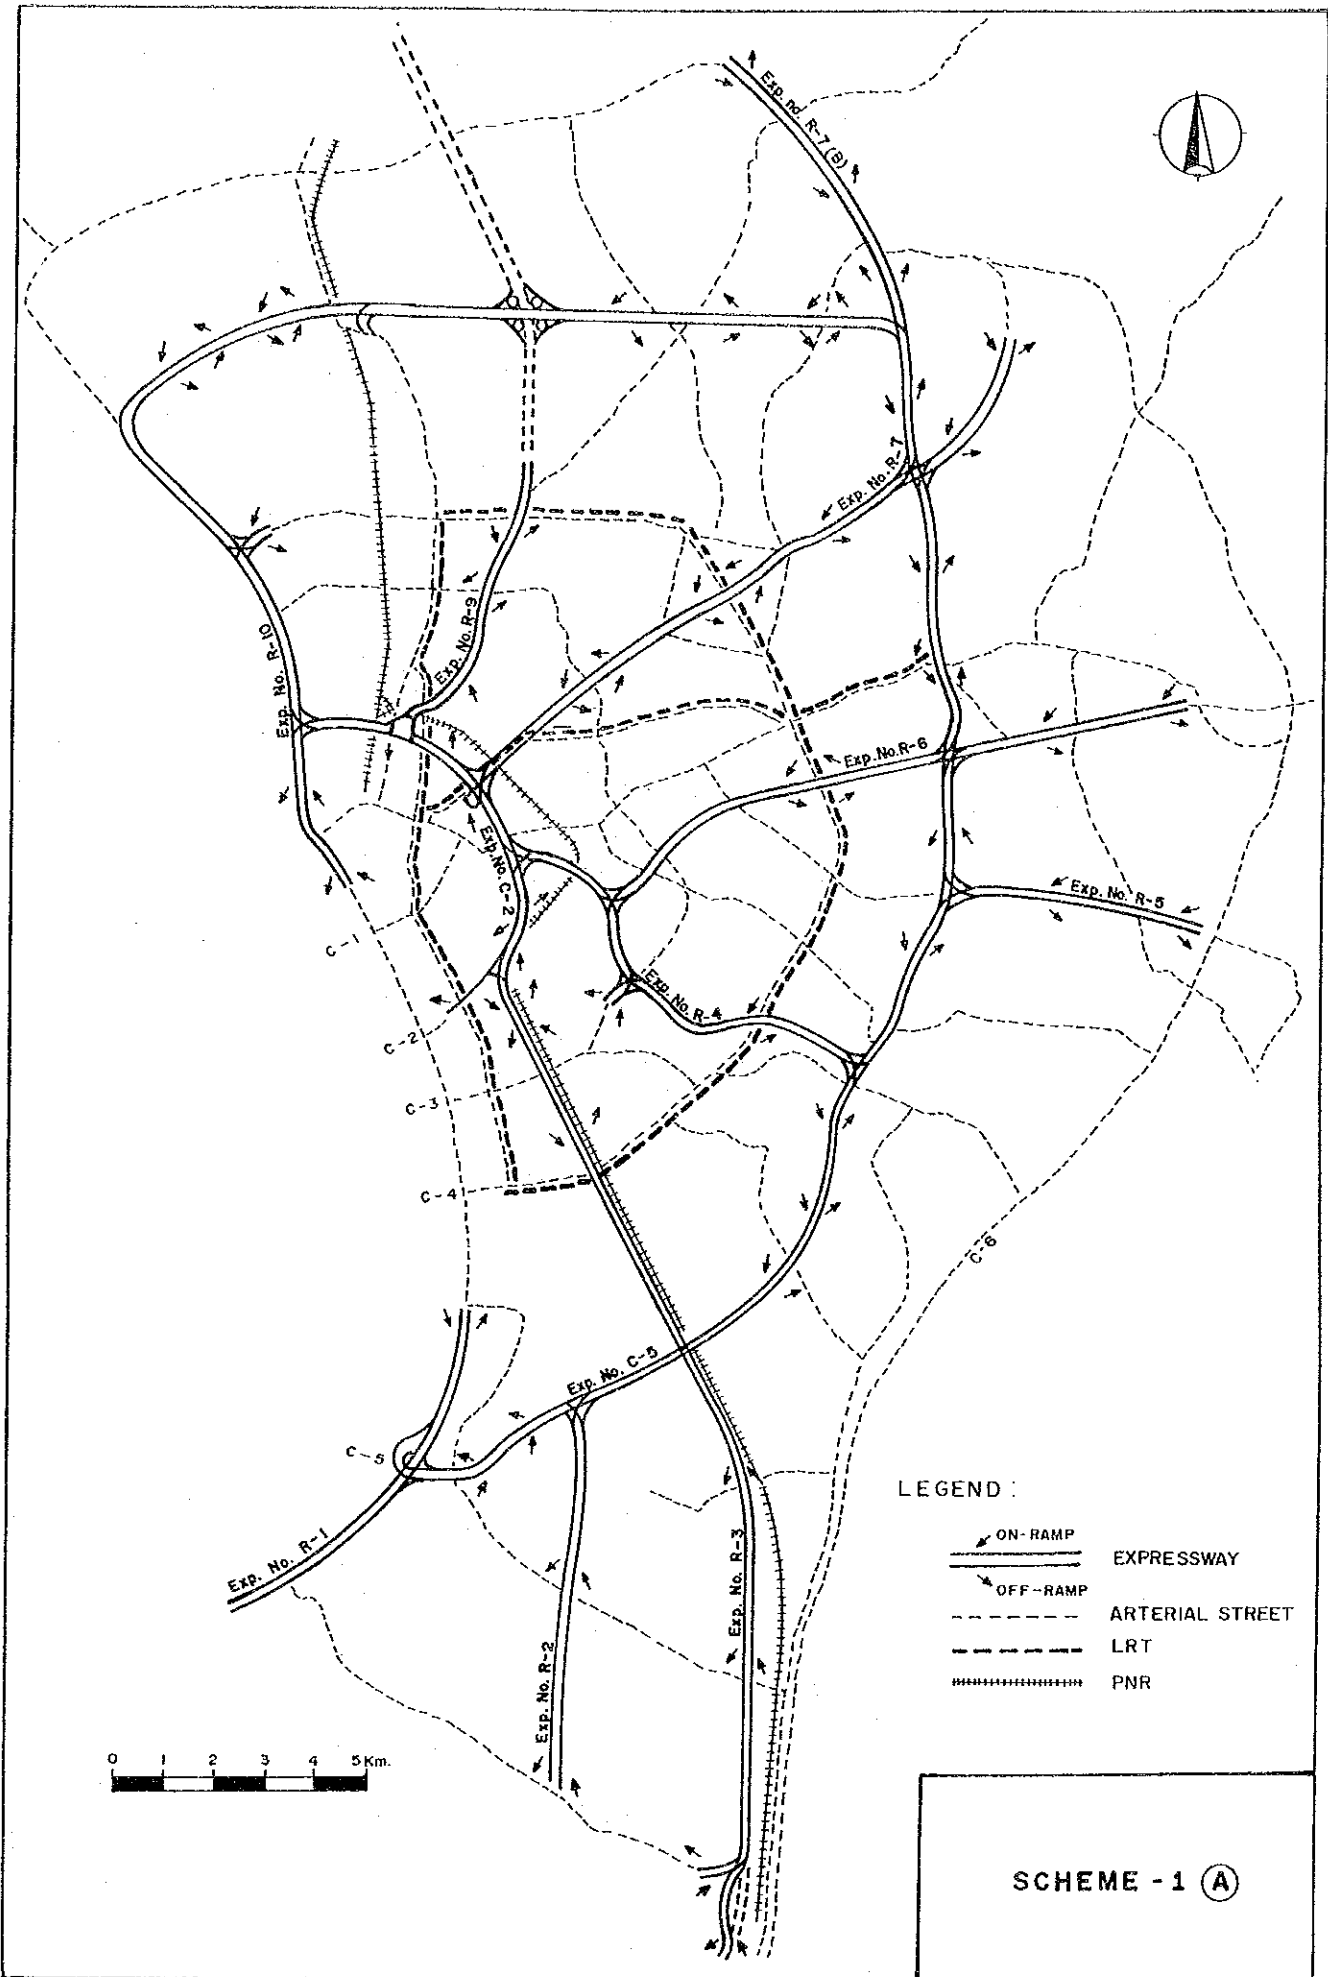 Exp. no. R-7 (B)
Exp. No. R-7
Exp. No. R-9
Exp. No. R-10
Exp. No. R-6
Exp. No. C-2
Exp. No. R-5
C-1
Exp. No. R-4
C-2
C-3
C-4
C-6
Exp. No. C-5
C-5
Exp. No. R-1
Exp. No. R-3
Exp. No. R-2
LEGEND :
ON-RAMP
EXPRESSWAY
OFF-RAMP
ARTERIAL STREET
LRT
PNR
0 1 2 3 4 5 Km.
SCHEME - 1 A